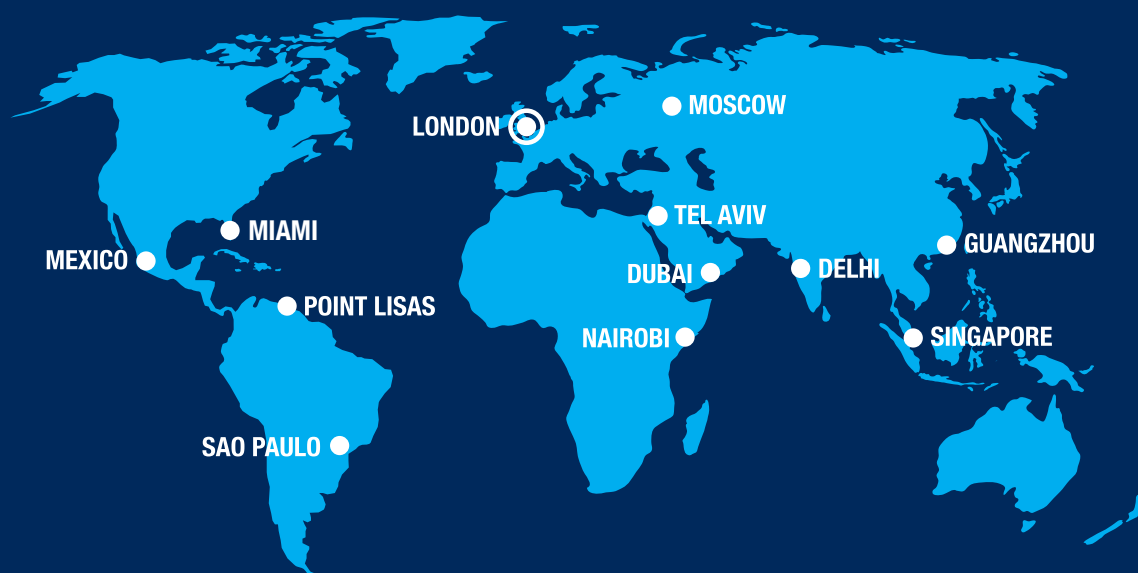 MOSCOW
LONDON
TEL AVIV
MIAMI
GUANGZHOU
MEXICO
DUBAI
DELHI
POINT LISAS
NAIROBI
SINGAPORE
SAO PAULO